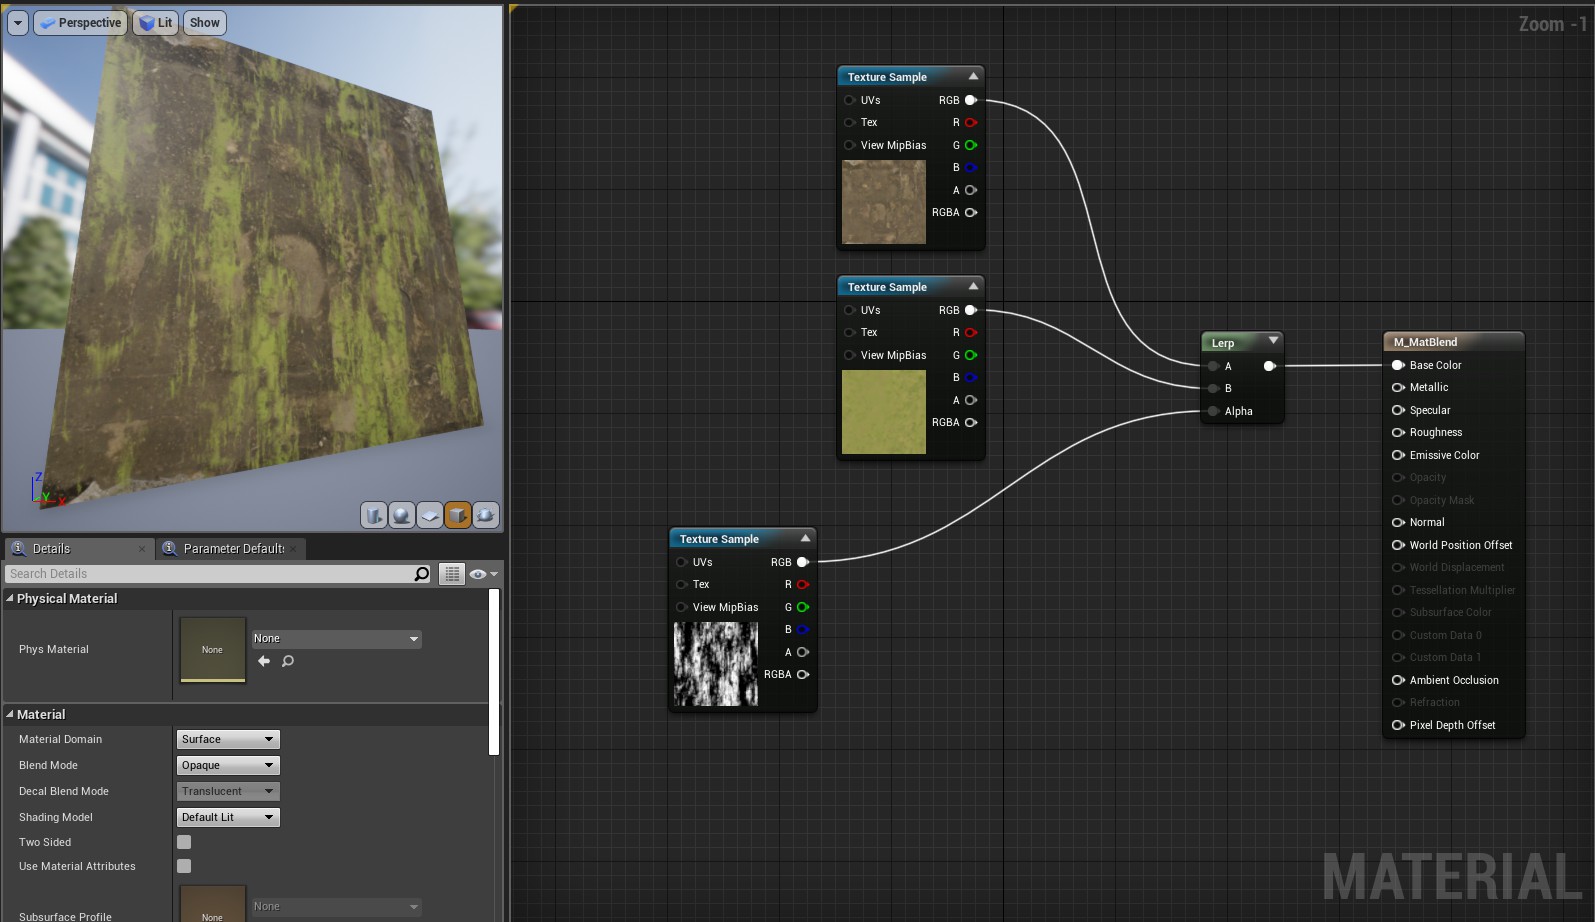 Perspective Lit Show
Zoom -1
Texture Sample
UVs RGB
Tex R
View MipBias G
B
A
RGBA
Texture Sample
UVs RGB
Tex R
View MipBias G
B
A
RGBA
Lerp
A
B
Alpha
M_MatBlend
Base Color
Metallic
Specular
Roughness
Emissive Color
Opacity
Opacity Mask
Normal
World Position Offset
World Displacement
Tessellation Multiplier
Subsurface Color
Custom Data 0
Custom Data 1
Ambient Occlusion
Refraction
Pixel Depth Offset
Texture Sample
UVs RGB
Tex R
View MipBias G
B
A
RGBA
MATERIAL
Z
Y
X
Details Parameter Defaults
Search Details
Physical Material
Phys Material None None
Material
Material Domain Surface
Blend Mode Opaque
Decal Blend Mode Translucent
Shading Model Default Lit
Two Sided
Use Material Attributes
Subsurface Profile None None